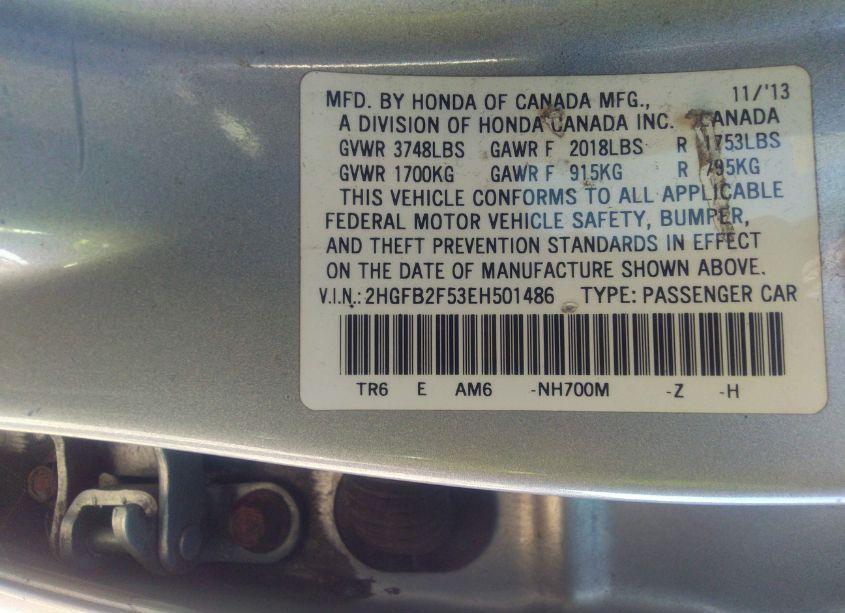 MFD. BY HONDA OF CANADA MFG., 11/'13
A DIVISION OF HONDA CANADA INC. CANADA
GVWR 3748LBS GAWR F 2018LBS R 1753LBS
GVWR 1700KG GAWR F 915KG R 795KG
THIS VEHICLE CONFORMS TO ALL APPLICABLE
FEDERAL MOTOR VEHICLE SAFETY, BUMPER,
AND THEFT PREVENTION STANDARDS IN EFFECT
ON THE DATE OF MANUFACTURE SHOWN ABOVE.
V.I.N.: 2HGFB2F53EH501486 TYPE: PASSENGER CAR
TR6 E AM6 -NH700M -Z -H